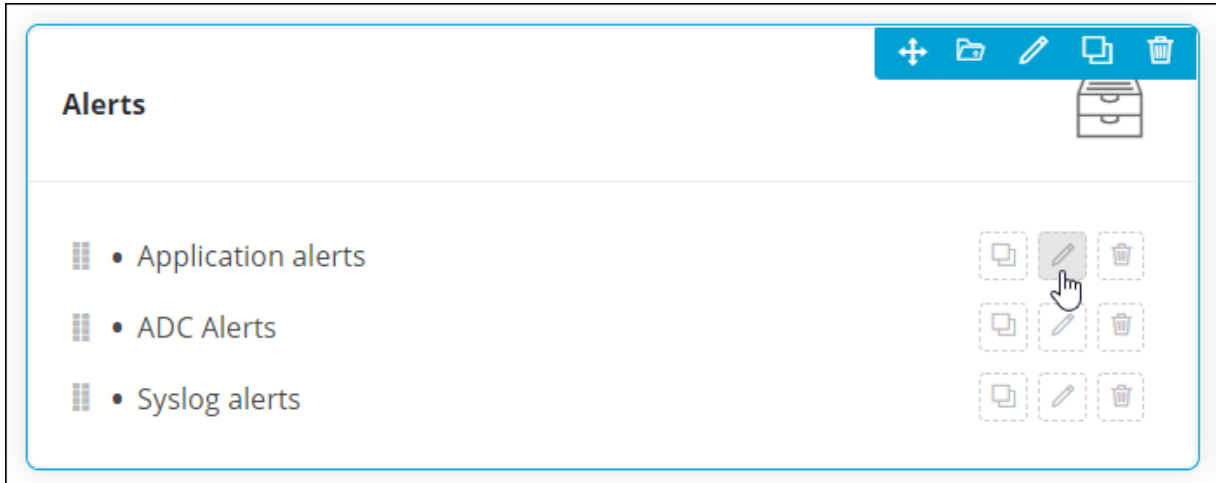 Alerts
• Application alerts
• ADC Alerts
• Syslog alerts